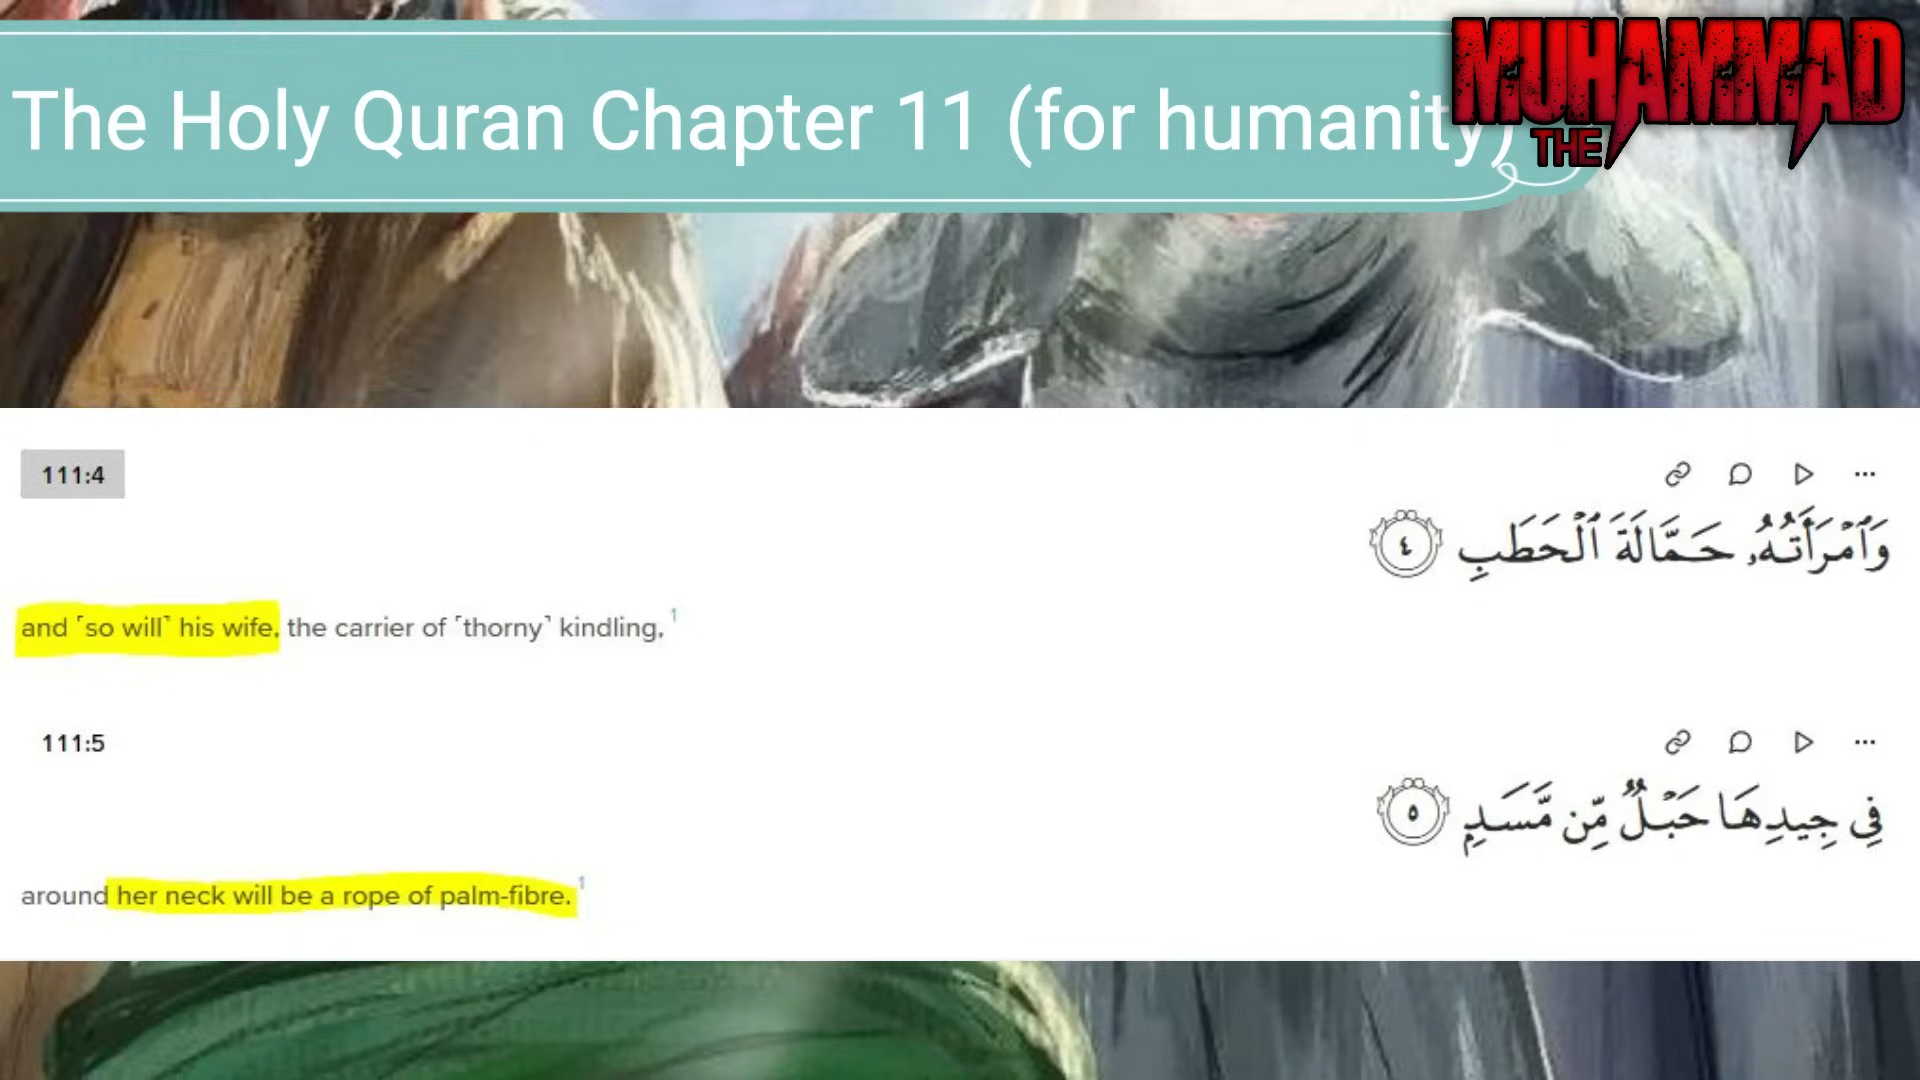 The Holy Quran Chapter 11 (for humanity)
MUHAMMAD
THE
111:4
وَٱمْرَأَتُهُۥ حَمَّالَةَ ٱلْحَطَبِ ٤
and ˹so will˺ his wife, the carrier of ˹thorny˺ kindling, 1
111:5
فِى جِيدِهَا حَبْلٌ مِّن مَّسَدٍۭ ٥
around her neck will be a rope of palm-fibre. 1